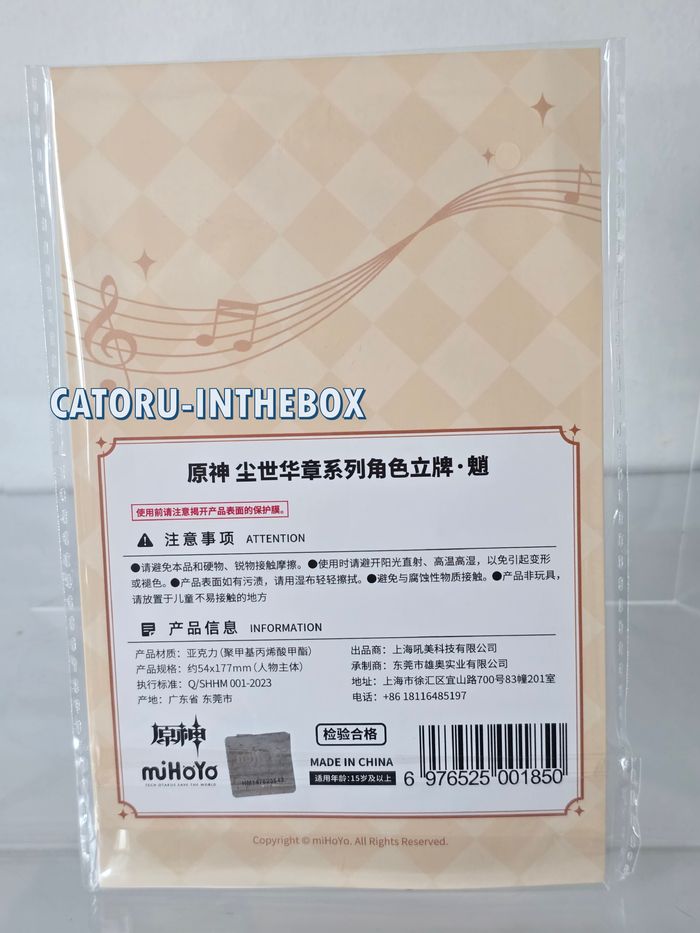 CATORU-INTHEBOX
原神 尘世华章系列角色立牌·魈
使用前请注意揭开产品表面的保护膜。
注意事项 ATTENTION
●请避免本品和硬物、锐物接触摩擦。●使用时请避开阳光直射、高温高湿，以免引起变形
或褪色。●产品表面如有污渍，请用湿布轻轻擦拭。●避免与腐蚀性物质接触。●产品非玩具，
请放置于儿童不易接触的地方
产品信息 INFORMATION
产品材质：亚克力（聚甲基丙烯酸甲酯）
产品规格：约54x177mm（人物主体）
执行标准：Q/SHHM 001-2023
产地：广东省 东莞市
出品商：上海吼美科技有限公司
承制商：东莞市雄奥实业有限公司
地址：上海市徐汇区宜山路700号83幢201室
电话：+86 18116485197
原神
miHoYo
TECH OTAKUS SAVE THE WORLD
检验合格
MADE IN CHINA
适用年龄：15岁及以上
6 976525 001850
Copyright © miHoYo. All Rights Reserved.